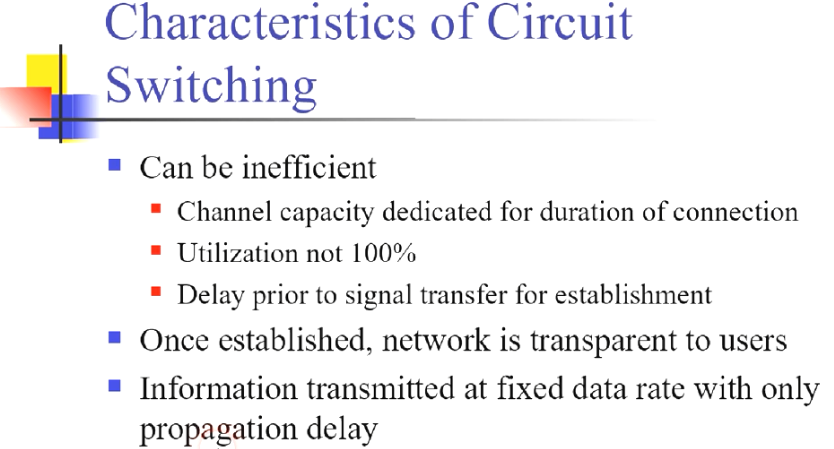 Characteristics of Circuit
Switching
Can be inefficient
Channel capacity dedicated for duration of connection
Utilization not 100%
Delay prior to signal transfer for establishment
Once established, network is transparent to users
Information transmitted at fixed data rate with only
propagation delay